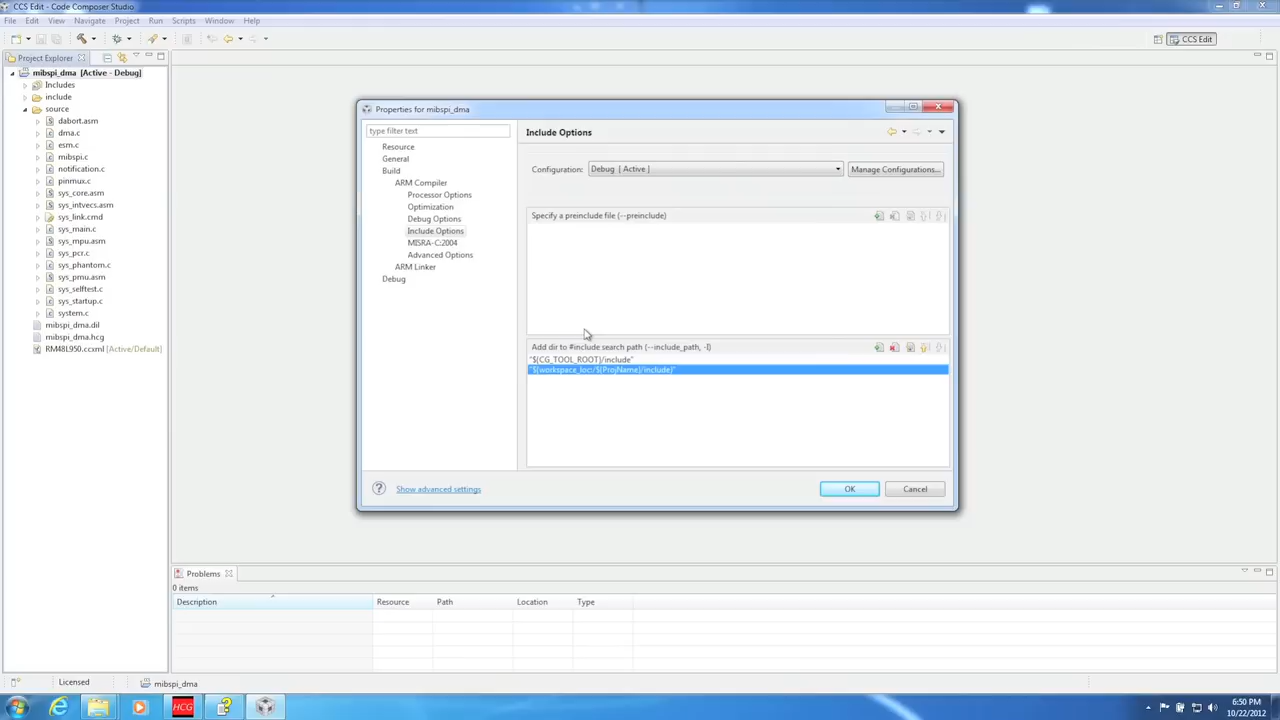 CCS Edit - Code Composer Studio
File Edit View Navigate Project Run Scripts Window Help
CCS Edit
Project Explorer
mibspi_dma [Active - Debug]
Includes
include
source
dabort.asm
dma.c
esm.c
mibspi.c
notification.c
pinmux.c
sys_core.asm
sys_intvecs.asm
sys_link.cmd
sys_main.c
sys_mpu.asm
sys_pcr.c
sys_phantom.c
sys_pmu.asm
sys_selftest.c
sys_startup.c
system.c
mibspi_dma.dil
mibspi_dma.hcg
RM48L950.ccxml [Active/Default]
Properties for mibspi_dma
type filter text
Resource
General
Build
ARM Compiler
Processor Options
Optimization
Debug Options
Include Options
MISRA-C:2004
Advanced Options
ARM Linker
Debug
Include Options
Configuration: Debug [ Active ] Manage Configurations...
Specify a preinclude file (--preinclude)
Add dir to #include search path (--include_path, -I)
"${CG_TOOL_ROOT}/include"
"${workspace_loc:/${ProjName}/include}"
Show advanced settings
OK Cancel
Problems
0 items
Description Resource Path Location Type
Licensed mibspi_dma
HCG
6:50 PM
10/22/2012